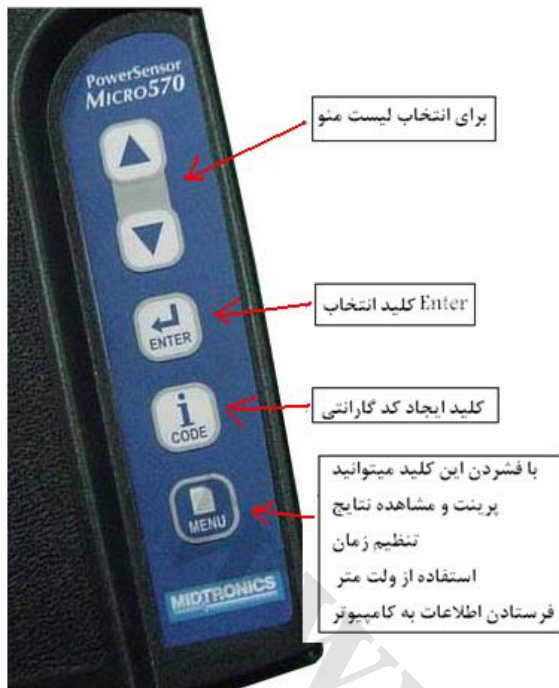 PowerSensor
MICRO570
برای انتخاب لیست منو
ENTER
کلید انتخاب Enter
i
CODE
کلید ایجاد کد گارانتی
MENU
با فشردن این کلید میتوانید
پرینت و مشاهده نتایج
تنظیم زمان
استفاده از ولت متر
فرستادن اطلاعات به کامپیوتر
MIDTRONICS